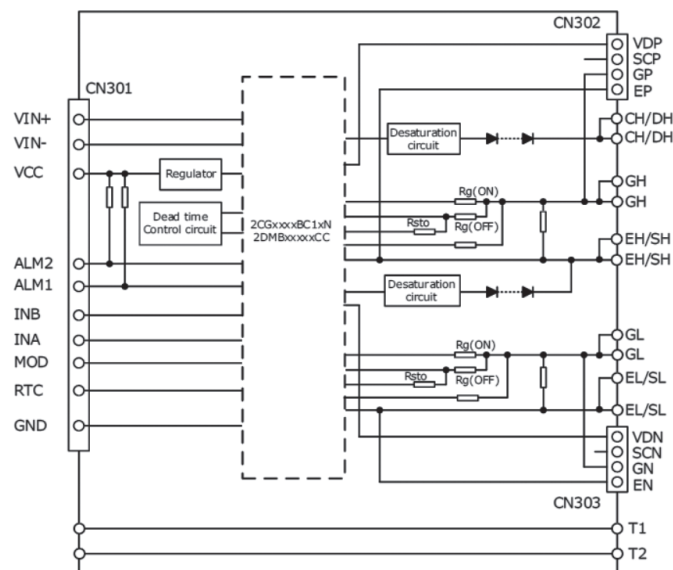 CN302
VDP
SCP
GP
EP
CN301
VIN+
VIN-
VCC
ALM2
ALM1
INB
INA
MOD
RTC
GND
Regulator
Dead time
Control circuit
2CGxxxxBC1xN
2DMBxxxxxCC
Desaturation
circuit
CH/DH
CH/DH
Rg(ON)
Rsto
Rg(OFF)
GH
GH
EH/SH
EH/SH
Desaturation
circuit
Rg(ON)
Rsto
Rg(OFF)
GL
GL
EL/SL
EL/SL
VDN
SCN
GN
EN
CN303
T1
T2